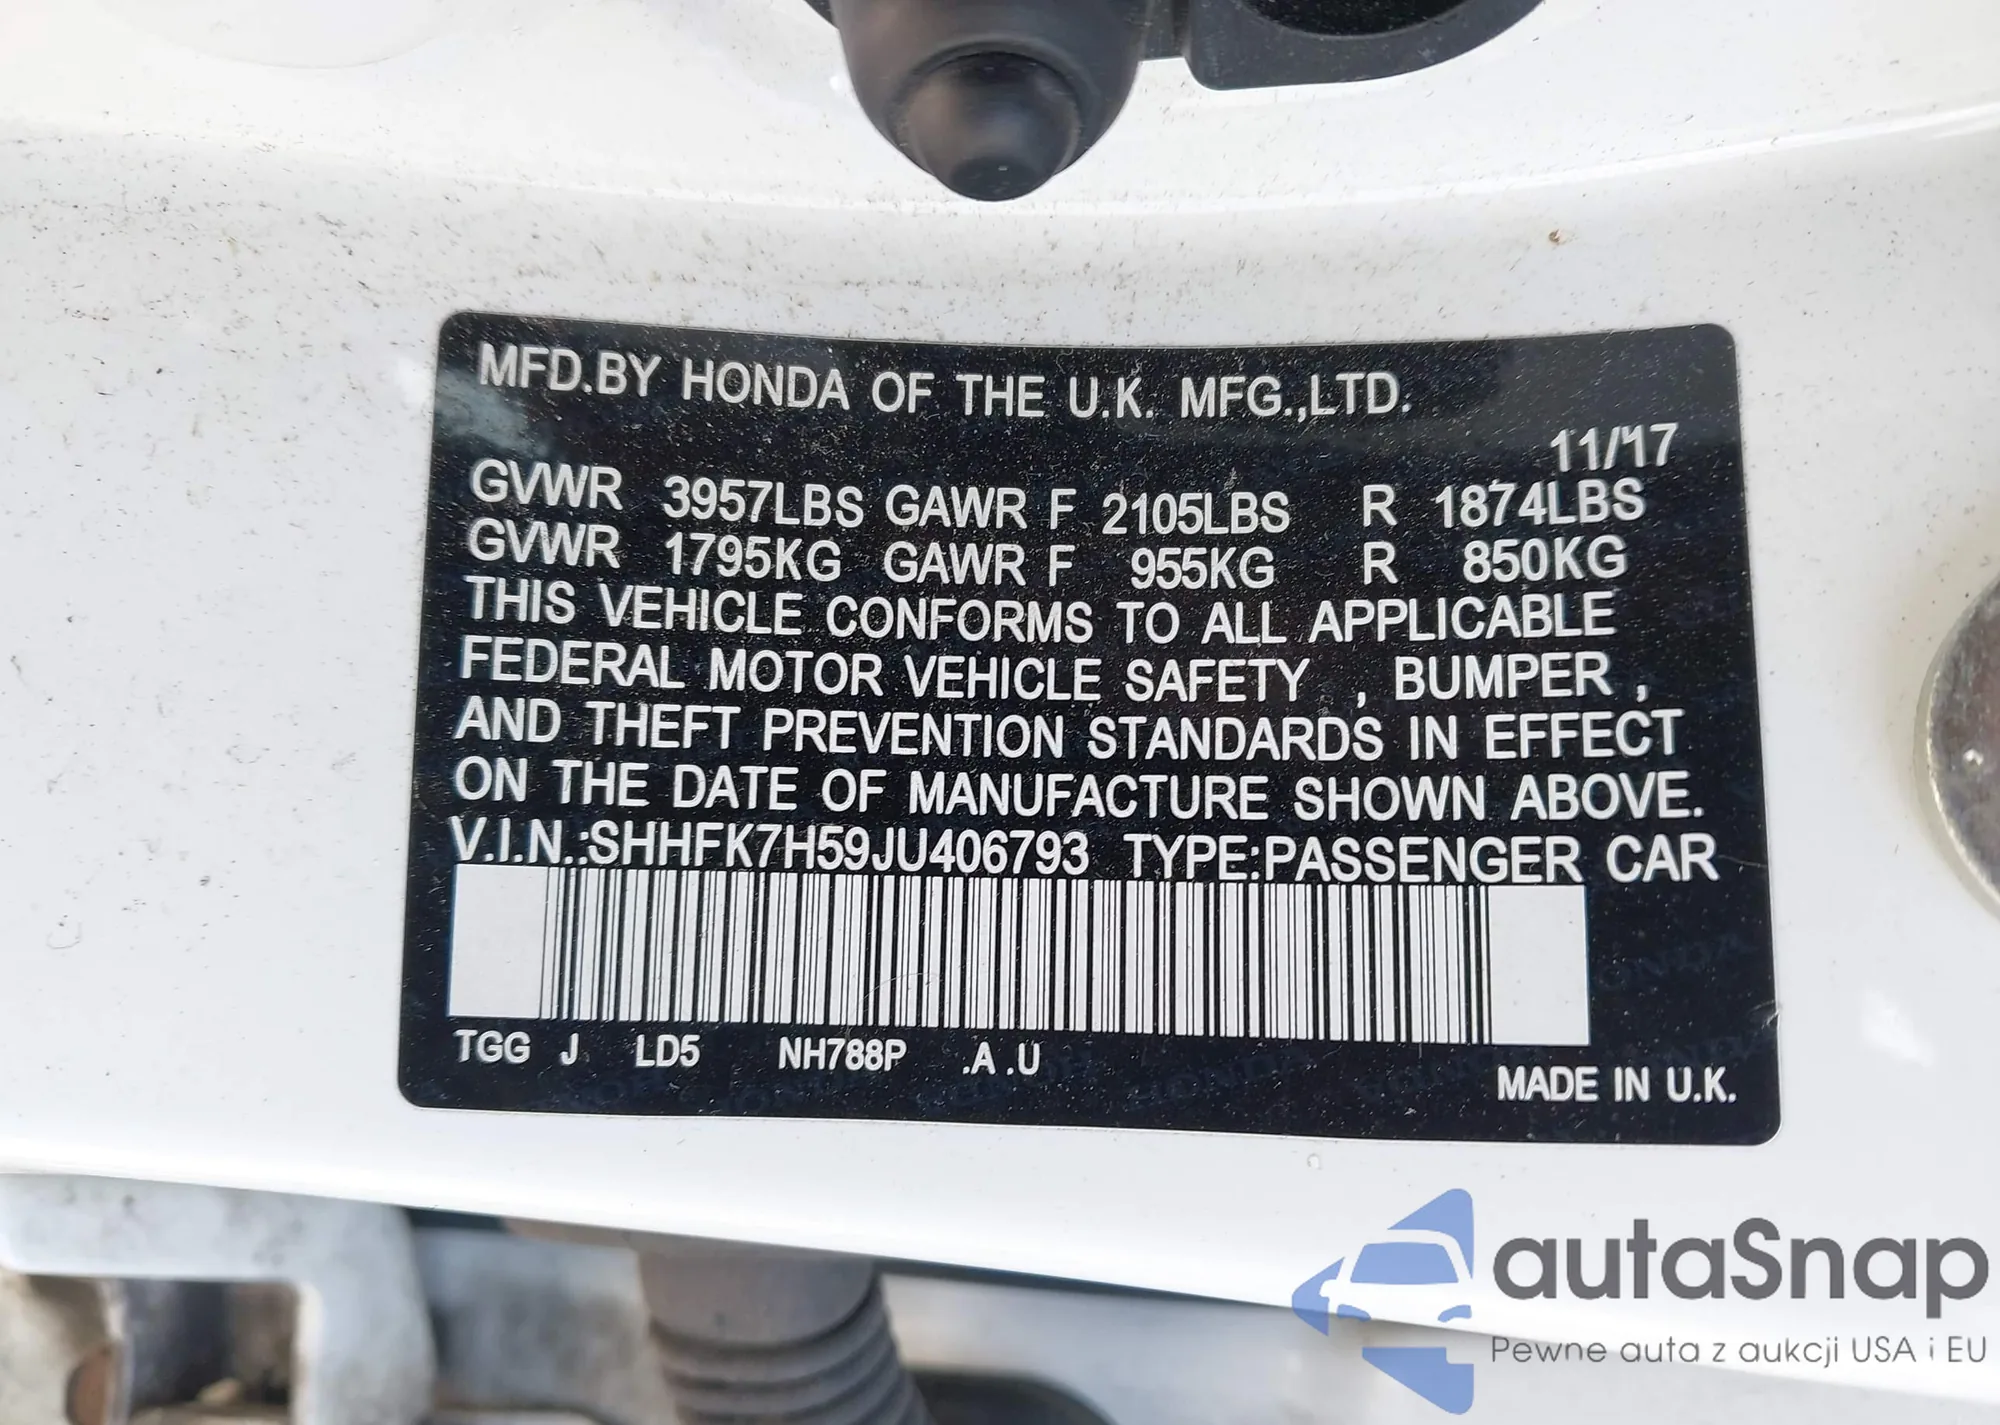 MFD.BY HONDA OF THE U.K. MFG.,LTD.
11/'17
GVWR 3957LBS GAWR F 2105LBS R 1874LBS
GVWR 1795KG GAWR F 955KG R 850KG
THIS VEHICLE CONFORMS TO ALL APPLICABLE
FEDERAL MOTOR VEHICLE SAFETY , BUMPER ,
AND THEFT PREVENTION STANDARDS IN EFFECT
ON THE DATE OF MANUFACTURE SHOWN ABOVE.
V.I.N.:SHHFK7H59JU406793 TYPE:PASSENGER CAR
TGG J LD5 NH788P .A .U
MADE IN U.K.
autaSnap
Pewne auta z aukcji USA i EU